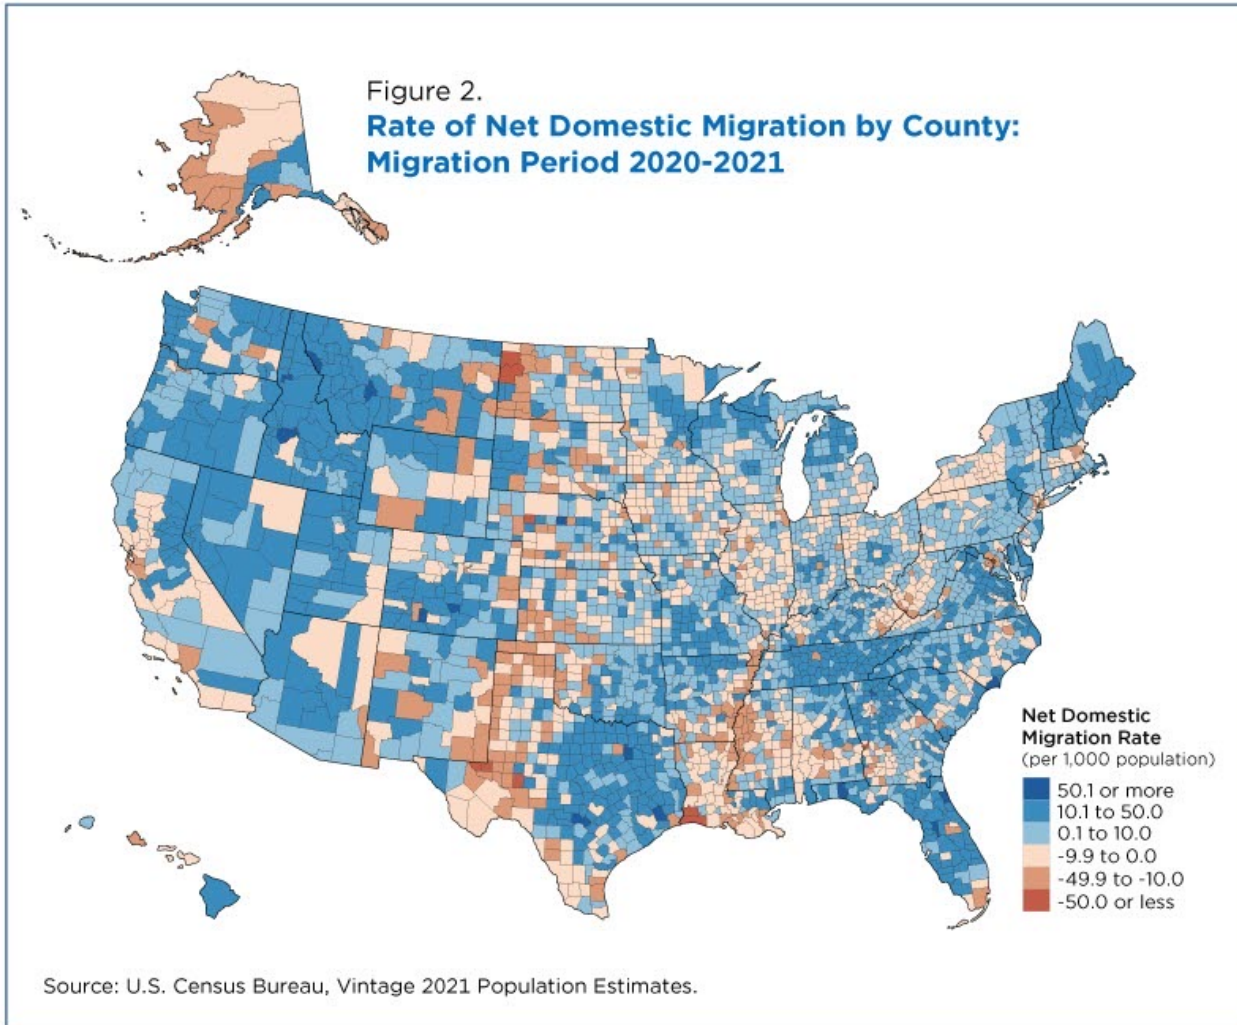 Figure 2.
Rate of Net Domestic Migration by County:
Migration Period 2020-2021
Net Domestic
Migration Rate
(per 1,000 population)
50.1 or more
10.1 to 50.0
0.1 to 10.0
-9.9 to 0.0
-49.9 to -10.0
-50.0 or less
Source: U.S. Census Bureau, Vintage 2021 Population Estimates.